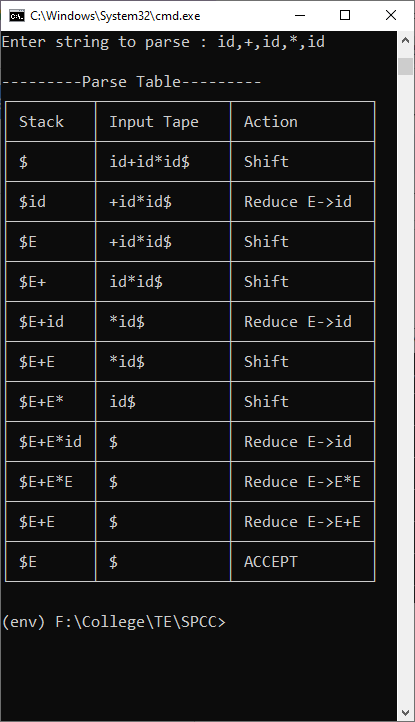 C:\Windows\System32\cmd.exe
Enter string to parse : id,+,id,*,id
---------Parse Table---------
Stack Input Tape Action
$ id+id*id$ Shift
$id +id*id$ Reduce E->id
$E +id*id$ Shift
$E+ id*id$ Shift
$E+id *id$ Reduce E->id
$E+E *id$ Shift
$E+E* id$ Shift
$E+E*id $ Reduce E->id
$E+E*E $ Reduce E->E*E
$E+E $ Reduce E->E+E
$E $ ACCEPT
(env) F:\College\TE\SPCC>